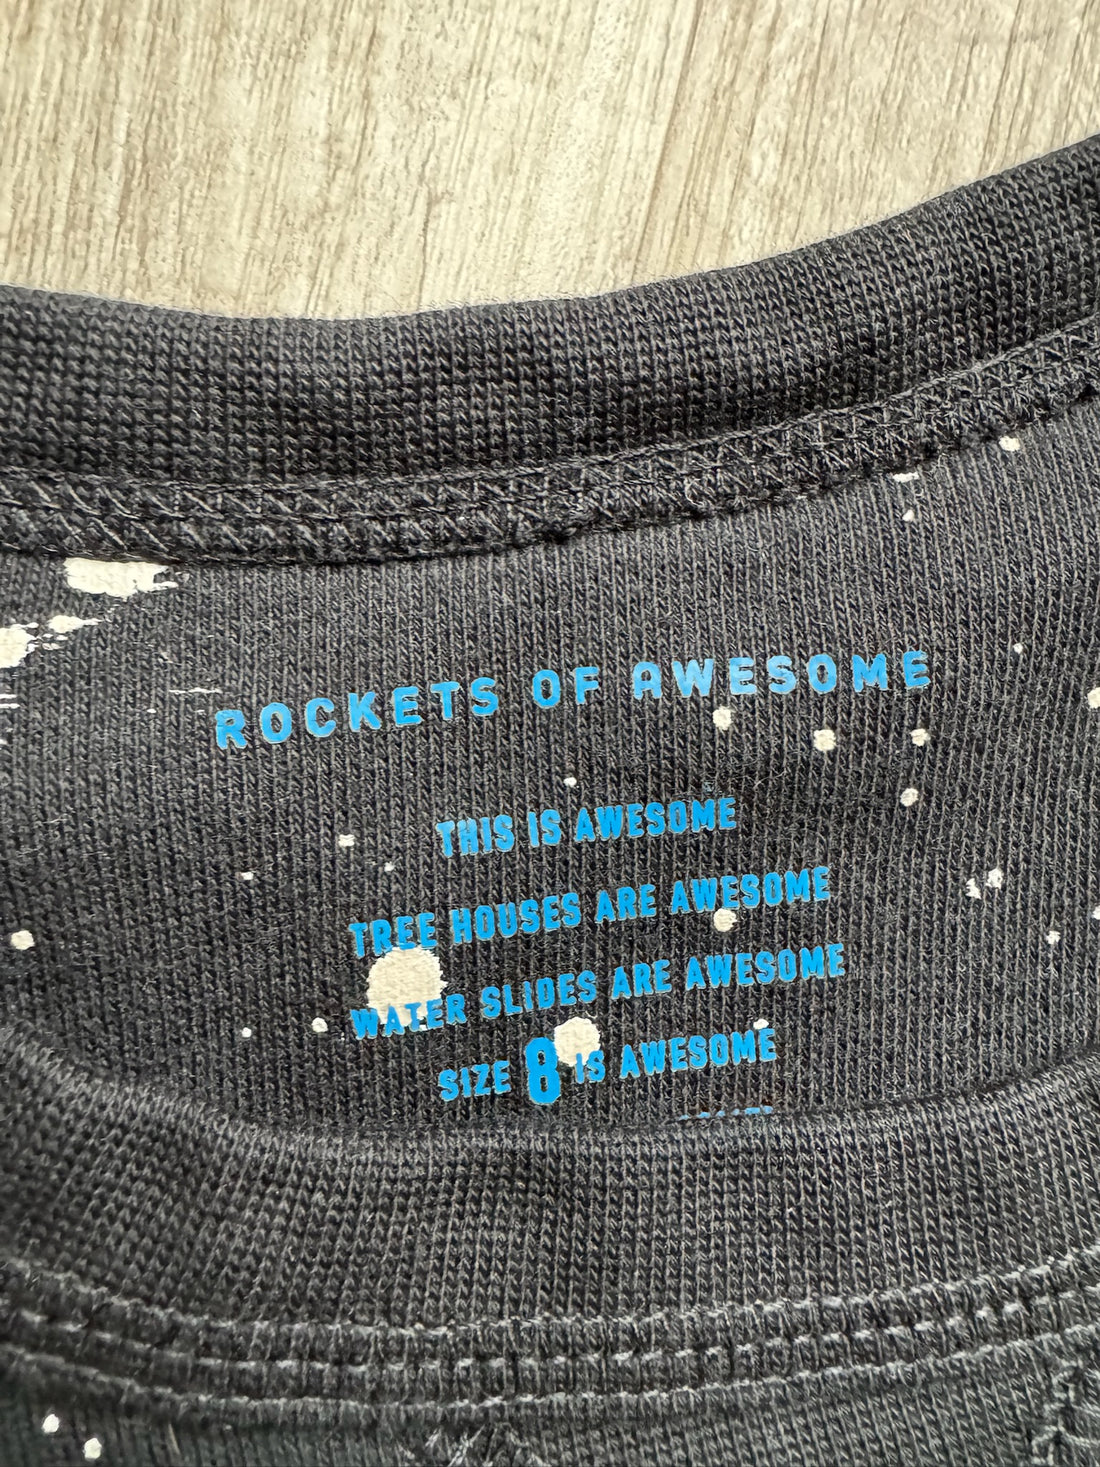 ROCKETS OF AWESOME
THIS IS AWESOME
TREE HOUSES ARE AWESOME
WATER SLIDES ARE AWESOME
SIZE 8 IS AWESOME